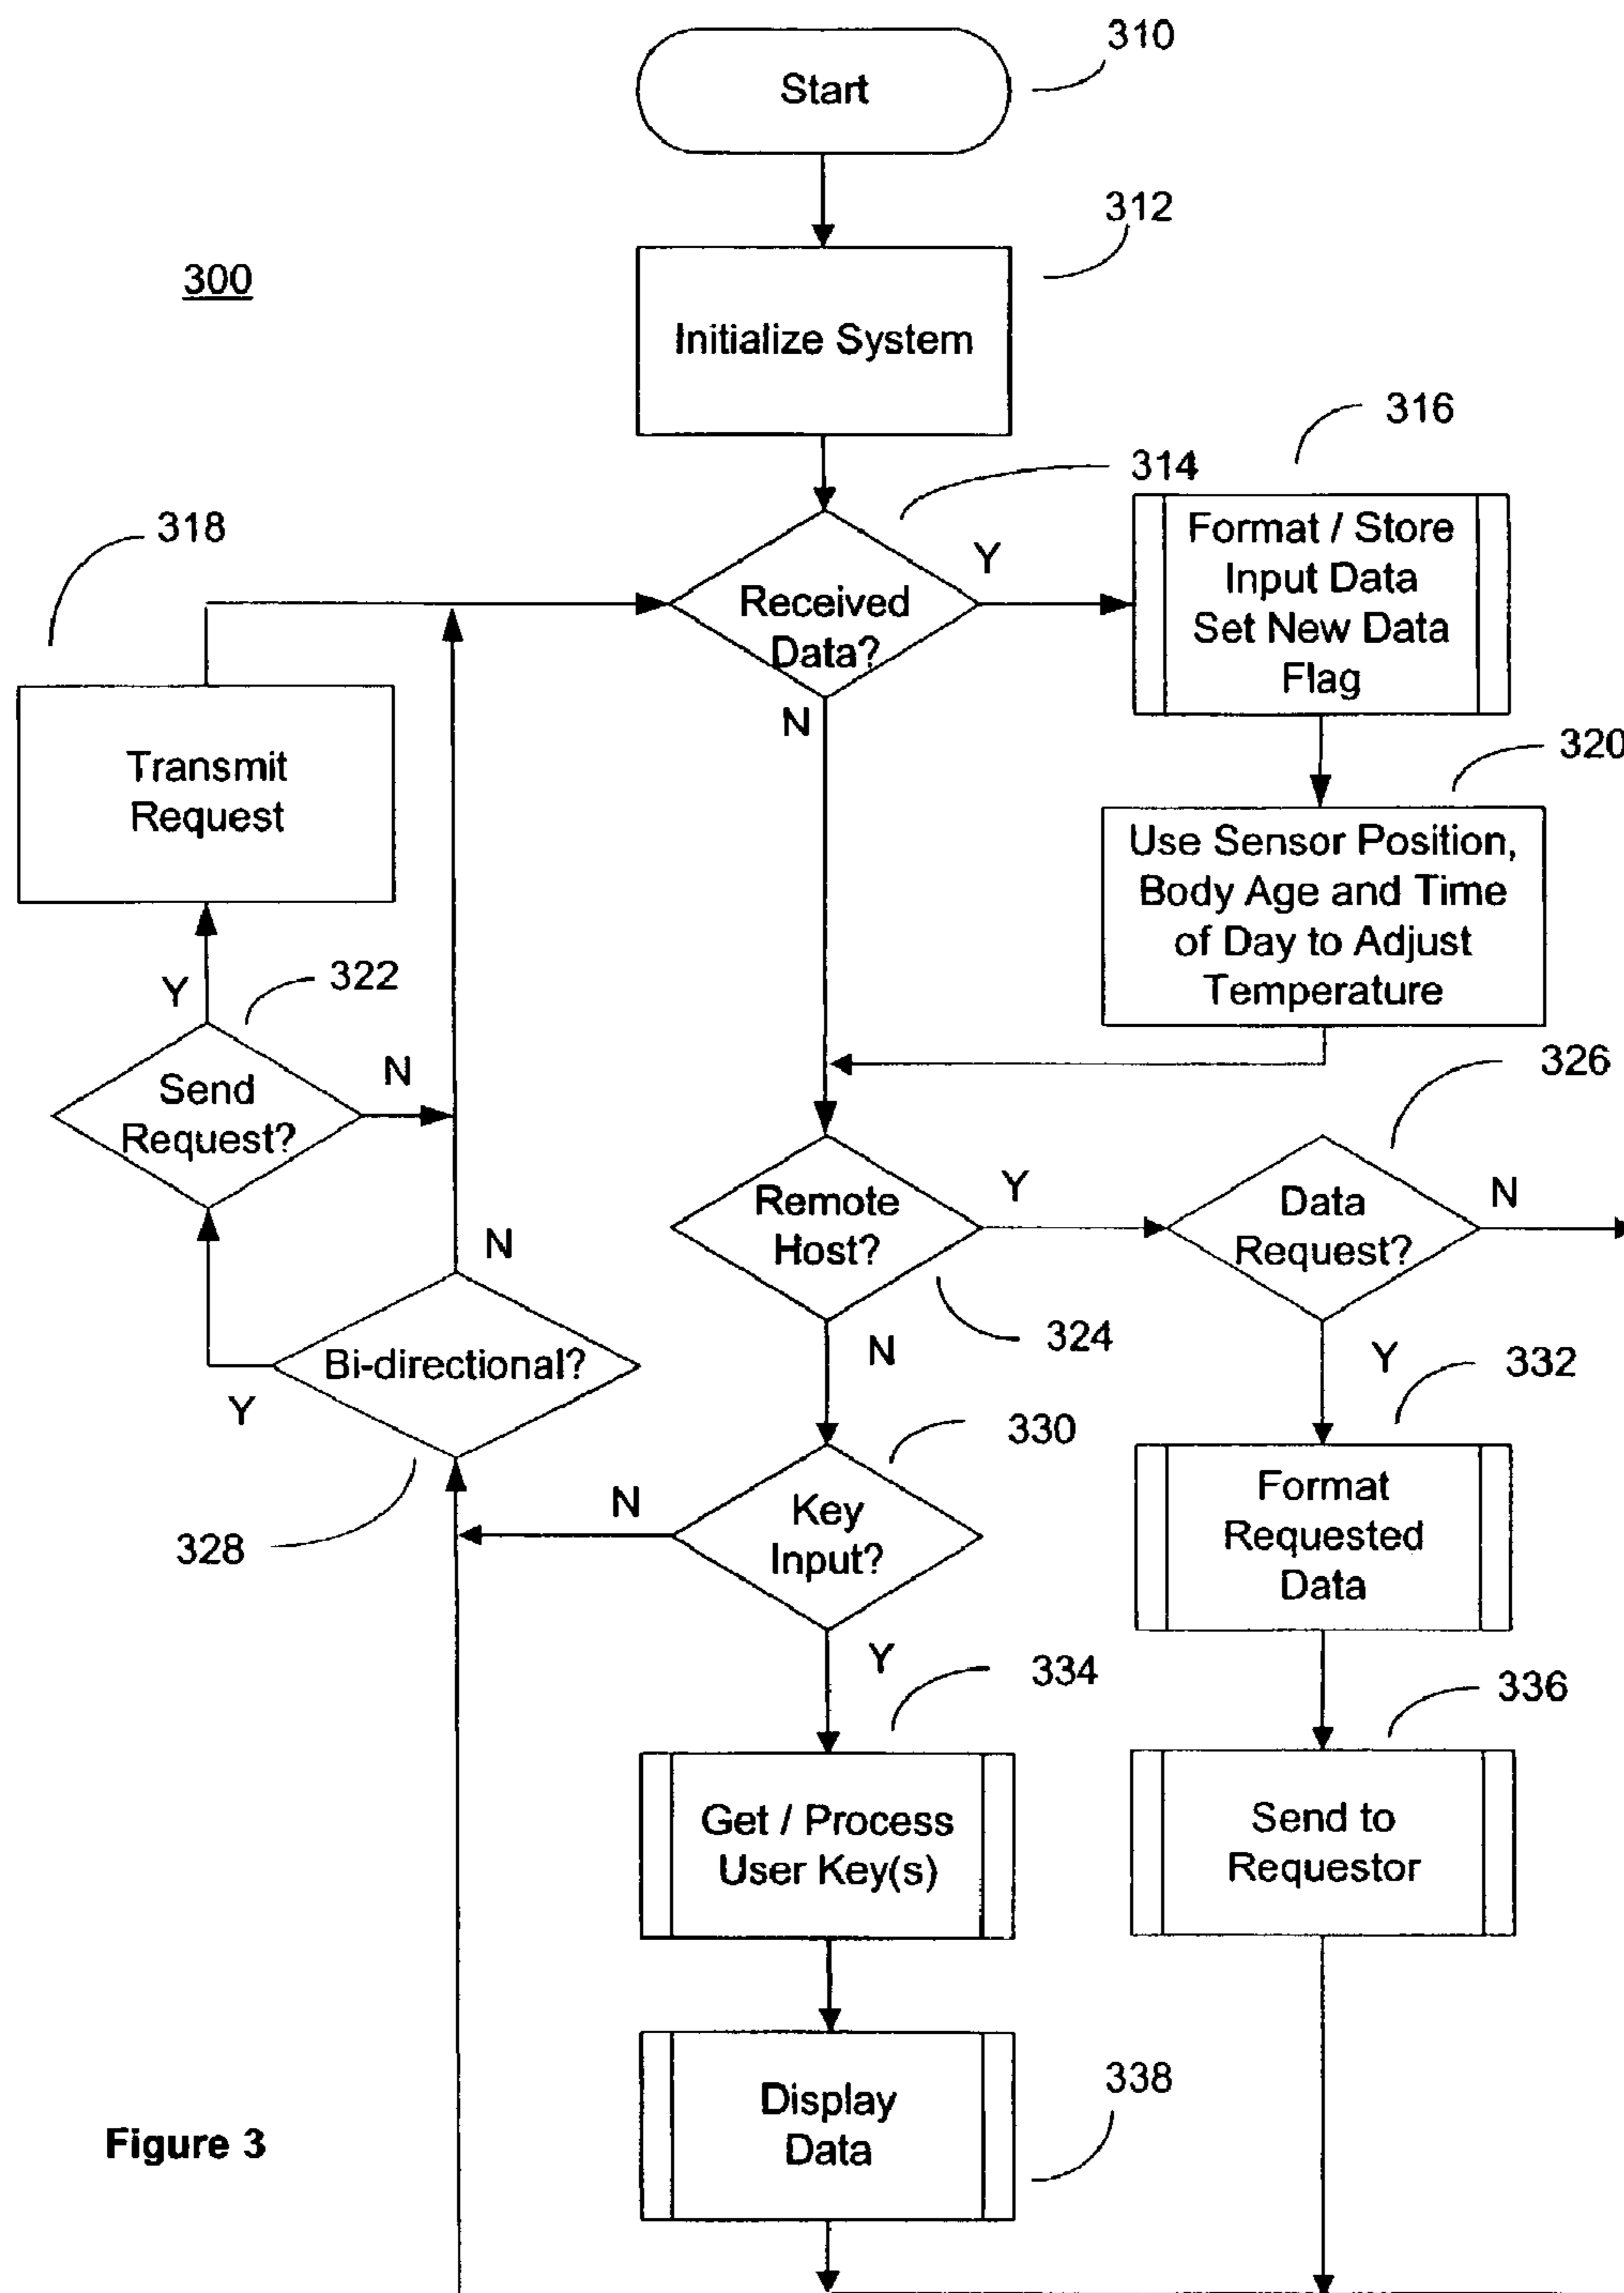 310
Start
312
300
Initialize System
316
314
318
Format / Store
Input Data
Set New Data
Flag
Y
Received
Data?
N
320
Transmit
Request
Use Sensor Position,
Body Age and Time
of Day to Adjust
Temperature
Y
322
N
326
Send
Request?
Remote
Host?
Y
Data
Request?
N
N
324
N
Bi-directional?
Y
Y
332
330
N
Key
Input?
Format
Requested
Data
328
Y
334
336
Get / Process
User Key(s)
Send to
Requestor
338
Display
Data
Figure 3